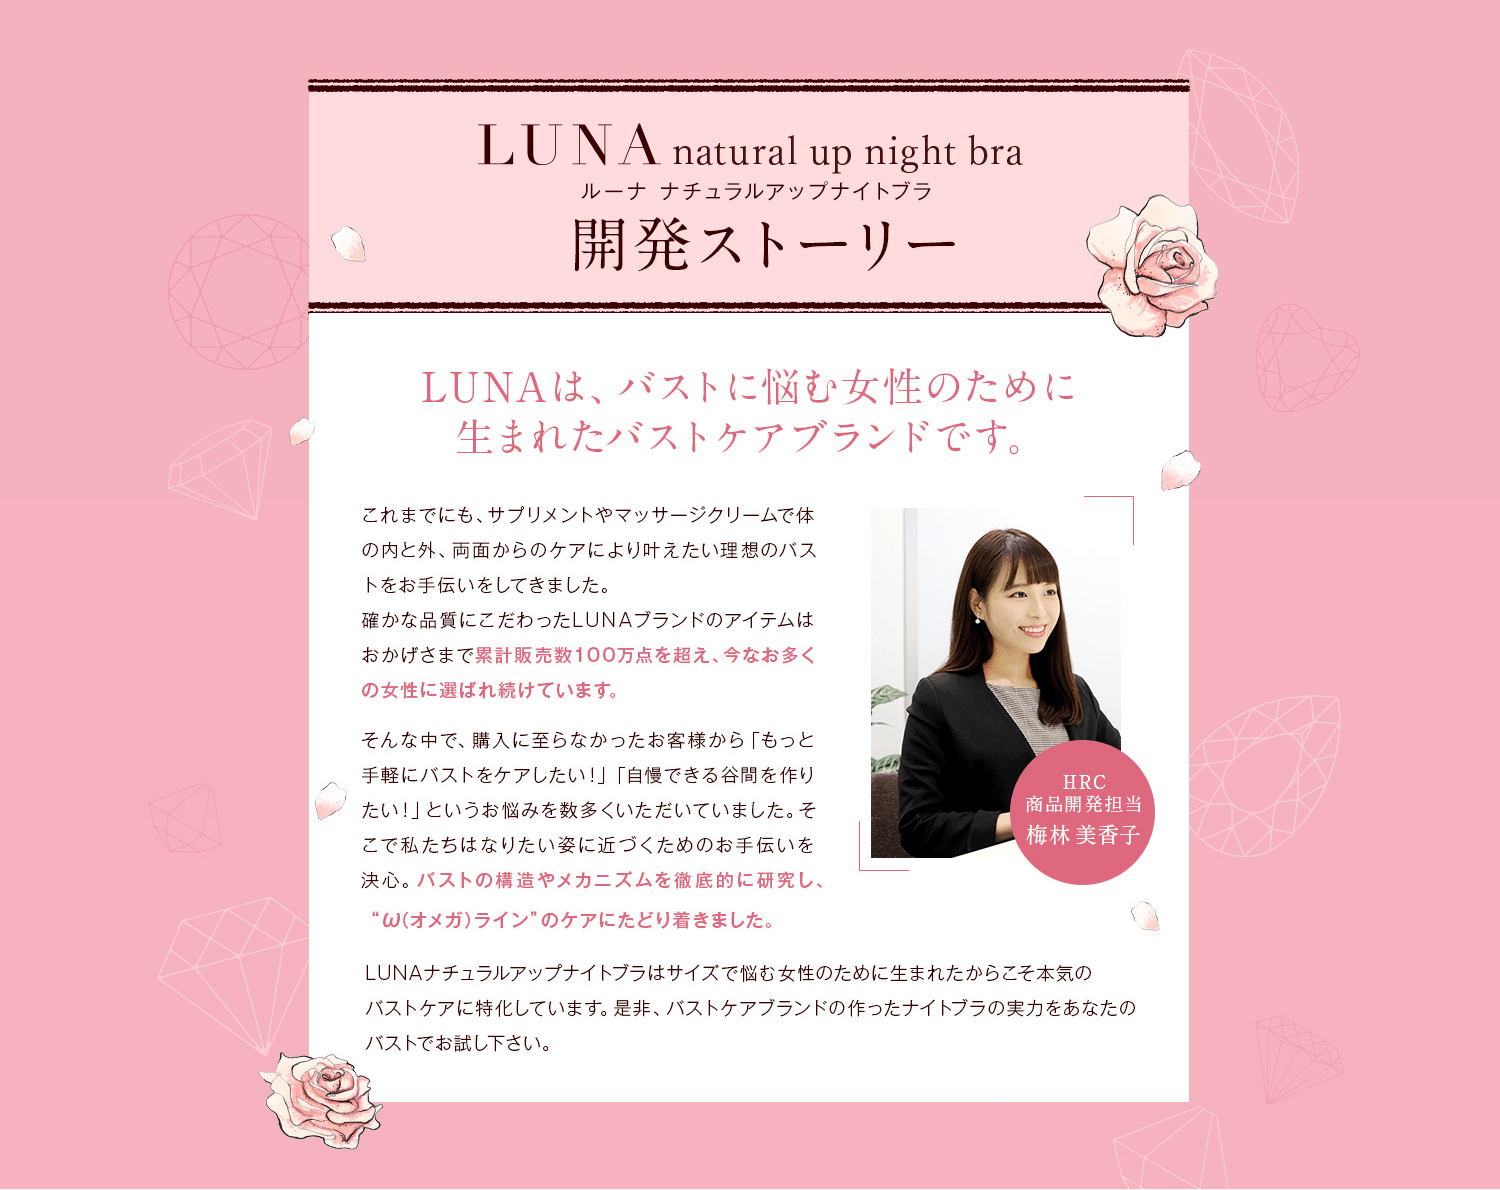 LUNA natural up night bra
ルーナ ナチュラルアップナイトブラ
開発ストーリー
LUNAは、バストに悩む女性のために
生まれたバストケアブランドです。
これまでにも、サプリメントやマッサージクリームで体
の内と外、両面からのケアにより叶えたい理想のバス
トをお手伝いをしてきました。
確かな品質にこだわったLUNAブランドのアイテムは
おかげさまで累計販売数100万点を超え、今なお多く
の女性に選ばれ続けています。
そんな中で、購入に至らなかったお客様から「もっと
手軽にバストをケアしたい！」「自慢できる谷間を作り
たい！」というお悩みを数多くいただいていました。そ
こで私たちはなりたい姿に近づくためのお手伝いを
決心。バストの構造やメカニズムを徹底的に研究し、
“ω(オメガ)ライン”のケアにたどり着きました。
HRC
商品開発担当
梅林 美香子
LUNAナチュラルアップナイトブラはサイズで悩む女性のために生まれたからこそ本気の
バストケアに特化しています。是非、バストケアブランドの作ったナイトブラの実力をあなたの
バストでお試し下さい。